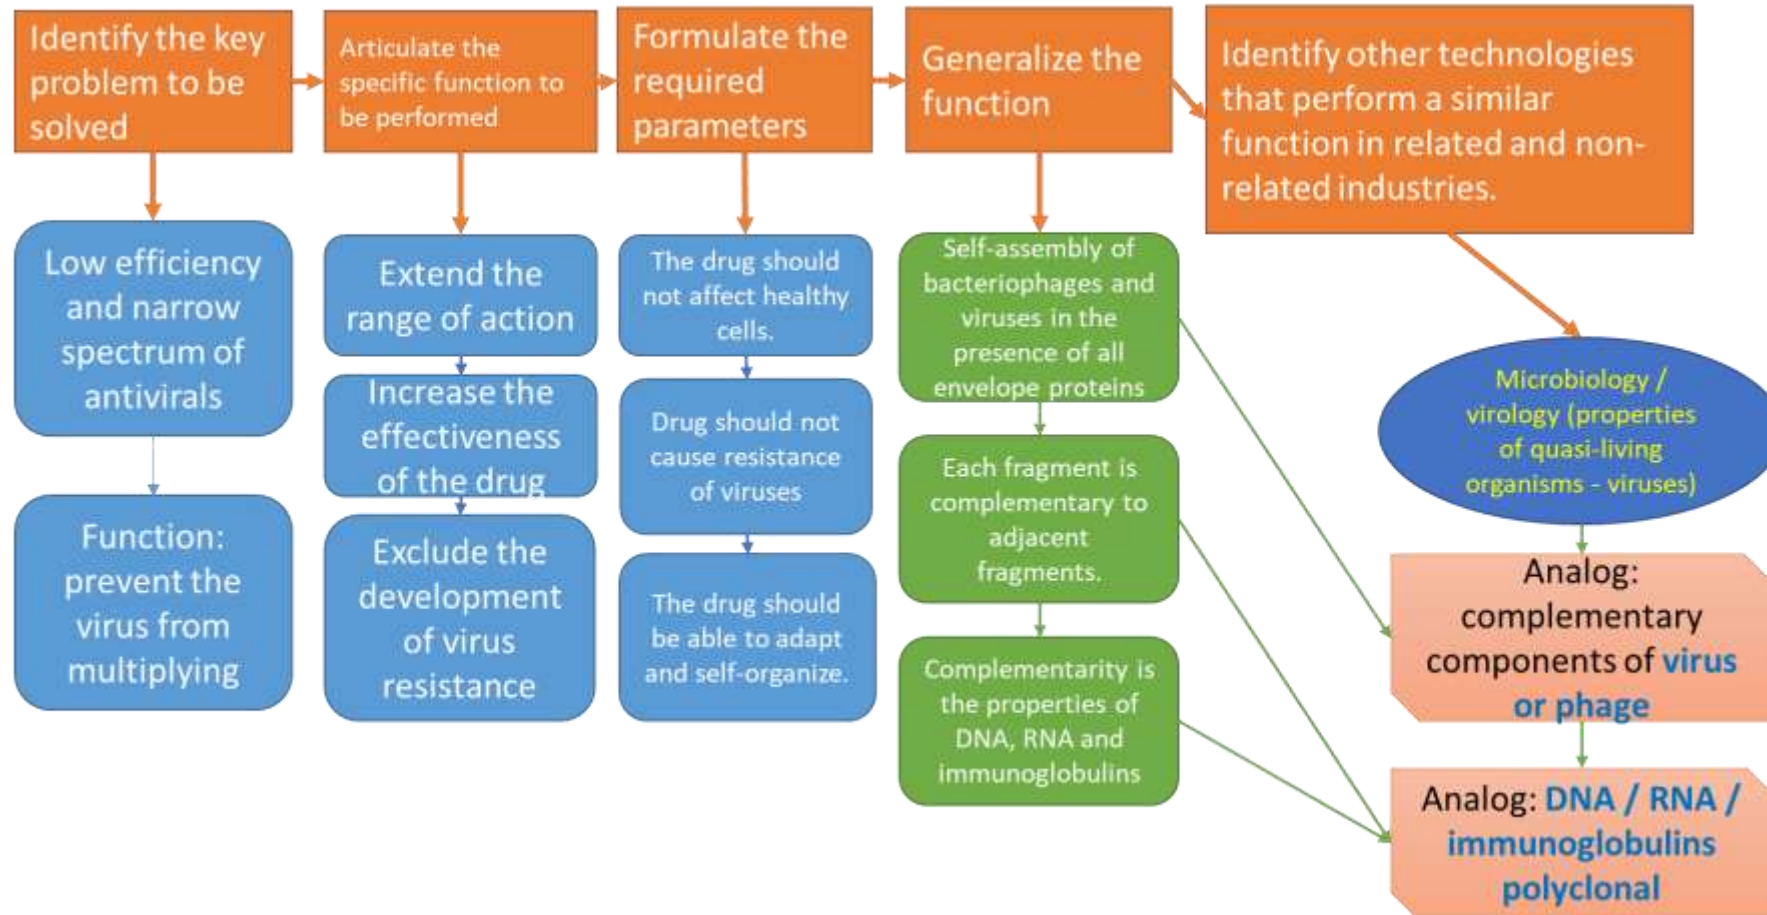 Identify the key
problem to be
solved
Articulate the
specific function to
be performed
Formulate the
required
parameters
Generalize the
function
Identify other technologies
that perform a similar
function in related and non-
related industries.
Low efficiency
and narrow
spectrum of
antivirals
Function:
prevent the
virus from
multiplying
Extend the
range of action
Increase the
effectiveness
of the drug
Exclude the
development
of virus
resistance
The drug should
not affect healthy
cells.
Drug should not
cause resistance
of viruses
The drug should
be able to adapt
and self-organize.
Self-assembly of
bacteriophages and
viruses in the
presence of all
envelope proteins
Each fragment is
complementary to
adjacent
fragments.
Complementarity is
the properties of
DNA, RNA and
immunoglobulins
Microbiology /
virology (properties
of quasi-living
organisms - viruses)
Analog:
complementary
components of virus
or phage
Analog: DNA / RNA /
immunoglobulins
polyclonal